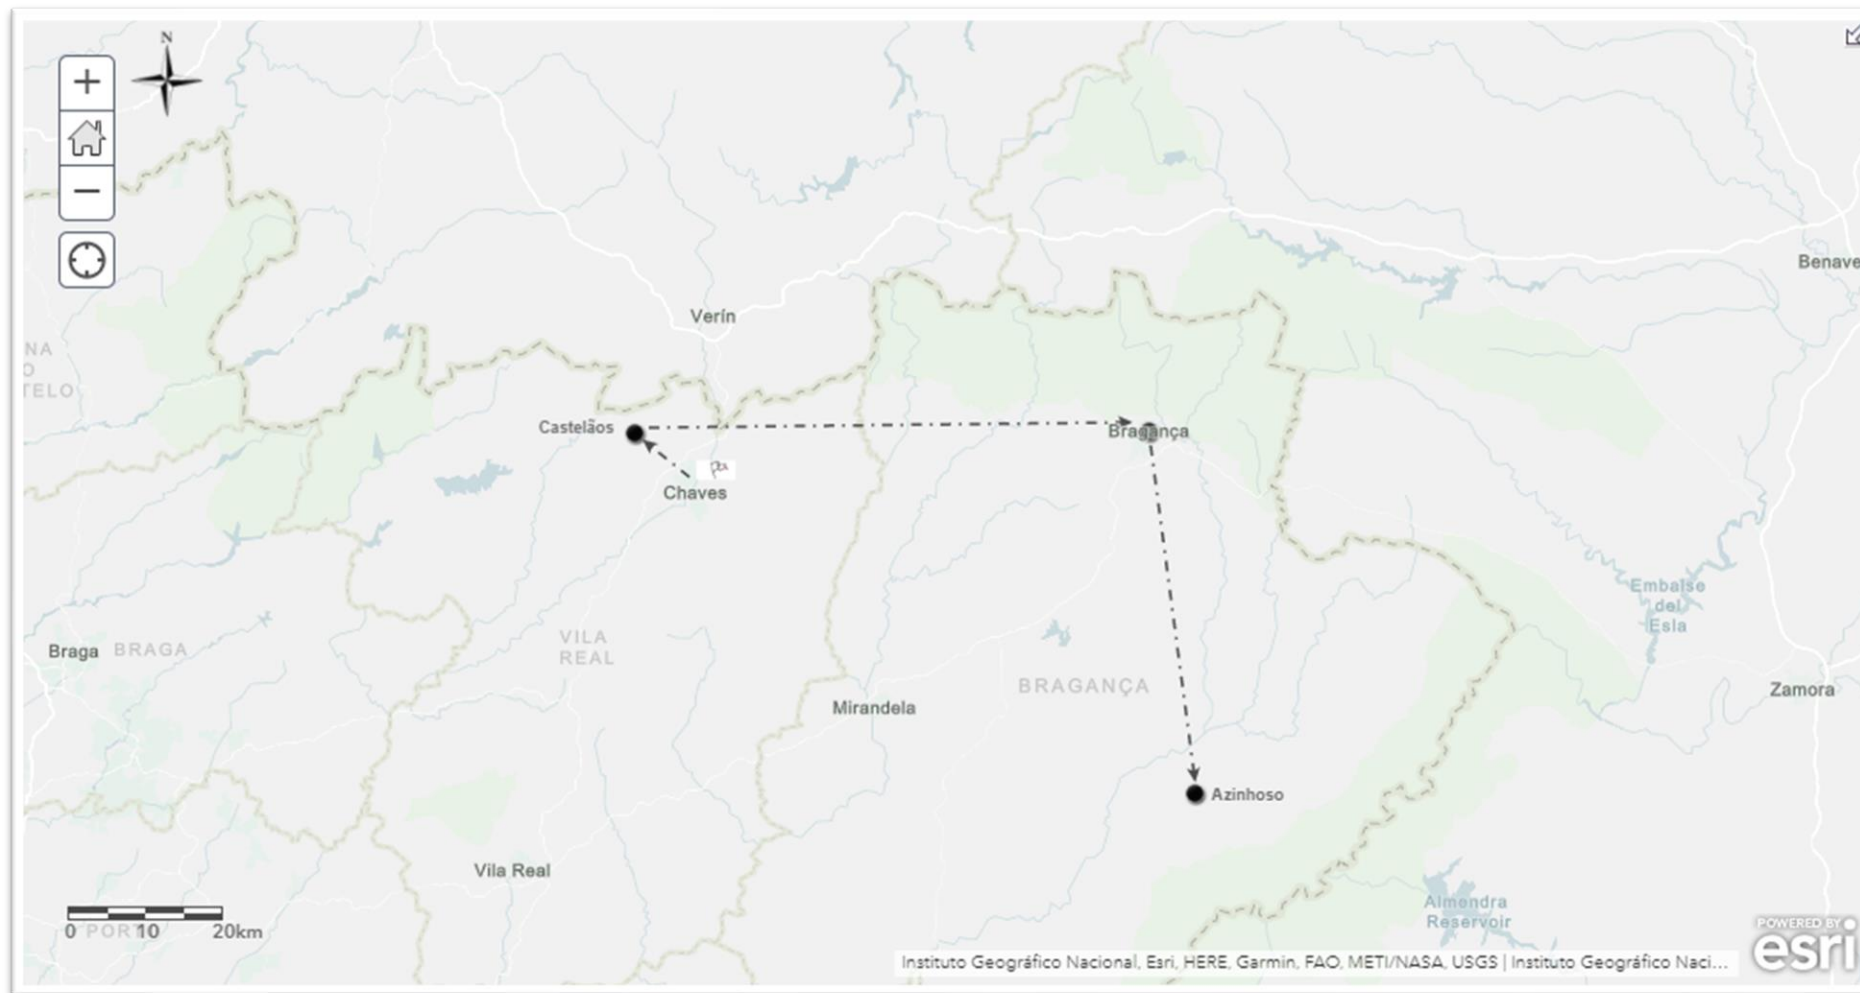 N
+
−
Verín
Benave
NA
O
TELO
Castelãos
Bragança
Chaves
Embalse
del
Esla
Braga
BRAGA
VILA
REAL
BRAGANÇA
Zamora
Mirandela
Azinhoso
Vila Real
Almendra
Reservoir
0 10 20km
PORT
POWERED BY
esri
Instituto Geográfico Nacional, Esri, HERE, Garmin, FAO, METI/NASA, USGS | Instituto Geográfico Naci...